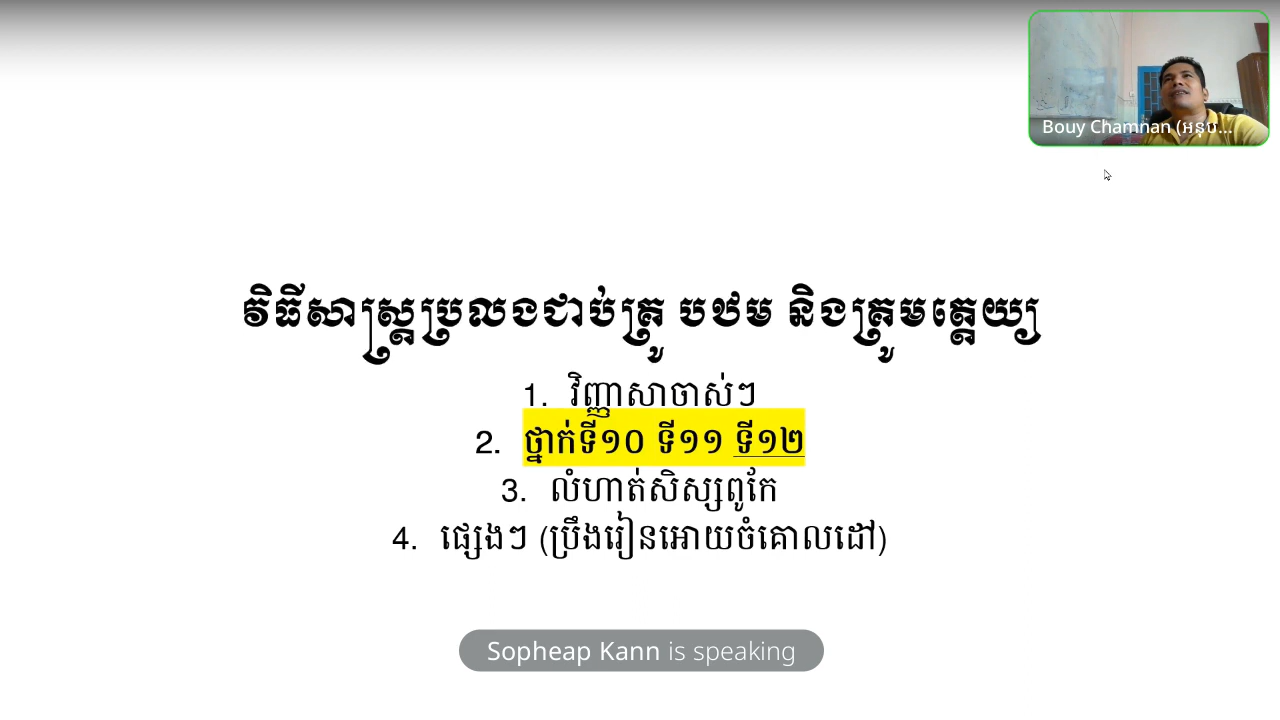 Bouy Chamnan (អនុប...
វិធីសាស្ត្រប្រលងជាប់គ្រូ បឋម និងគ្រូមត្តេយ្យ
1. វិញ្ញាសាចាស់ៗ
2. ថ្នាក់ទី១០ ទី១១ ទី១២
3. លំហាត់សិស្សពូកែ
4. ផ្សេងៗ (ប្រឹងរៀនអោយចំគោលដៅ)
Sopheap Kann is speaking